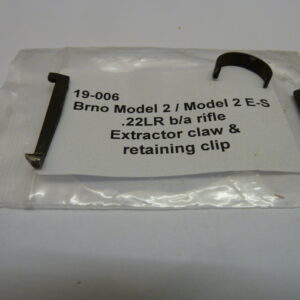 19-006
Brno Model 2 / Model 2 E-S
.22LR b/a rifle
Extractor claw &
retaining clip